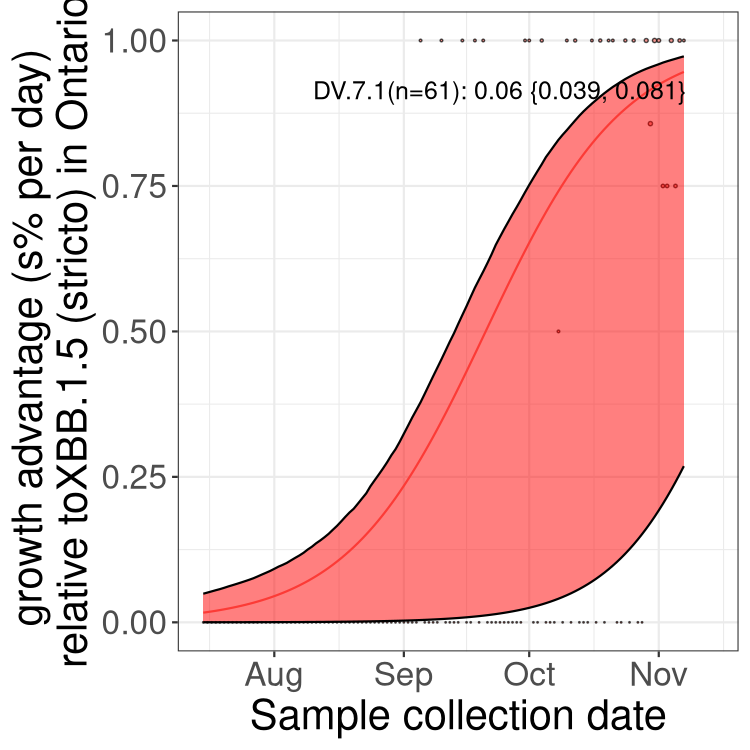 growth advantage (s% per day)
relative toXBB.1.5 (stricto) in Ontario
1.00
0.75
0.50
0.25
0.00
DV.7.1(n=61): 0.06 {0.039, 0.081}
Aug
Sep
Oct
Nov
Sample collection date